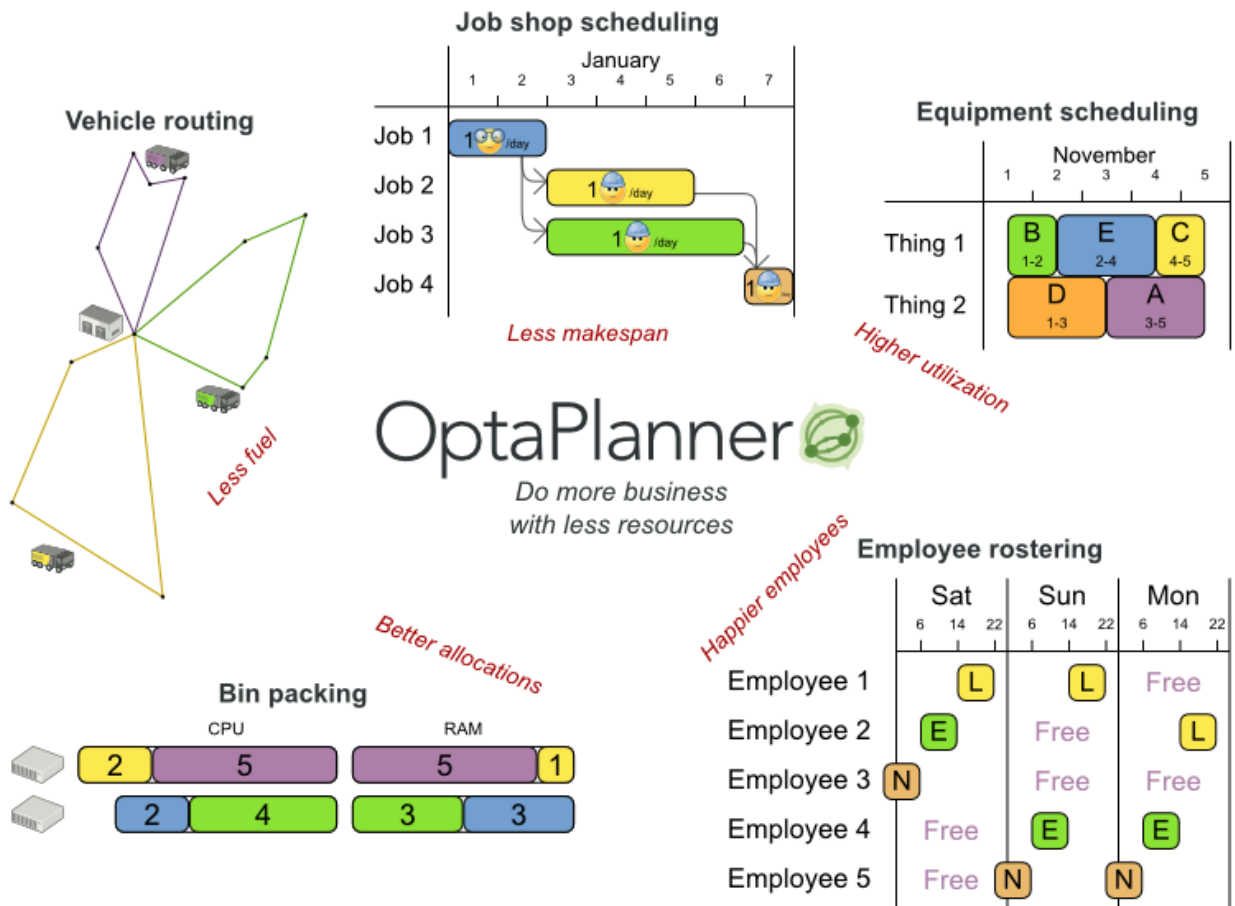 Job shop scheduling
January
1 2 3 4 5 6 7
Job 1
1 /day
Job 2
1 /day
Job 3
1 /day
Job 4
1
Less makespan
Vehicle routing
Less fuel
Equipment scheduling
November
1 2 3 4 5
Thing 1
B E C
1-2 2-4 4-5
Thing 2
D A
1-3 3-5
Higher utilization
OptaPlanner
Do more business
with less resources
Better allocations
Bin packing
CPU RAM
2 5 5 1
2 4 3 3
Happier employees
Employee rostering
Sat Sun Mon
6 14 22 6 14 22 6 14 22
Employee 1 L L Free
Employee 2 E Free L
Employee 3 N Free Free
Employee 4 Free E E
Employee 5 Free N N